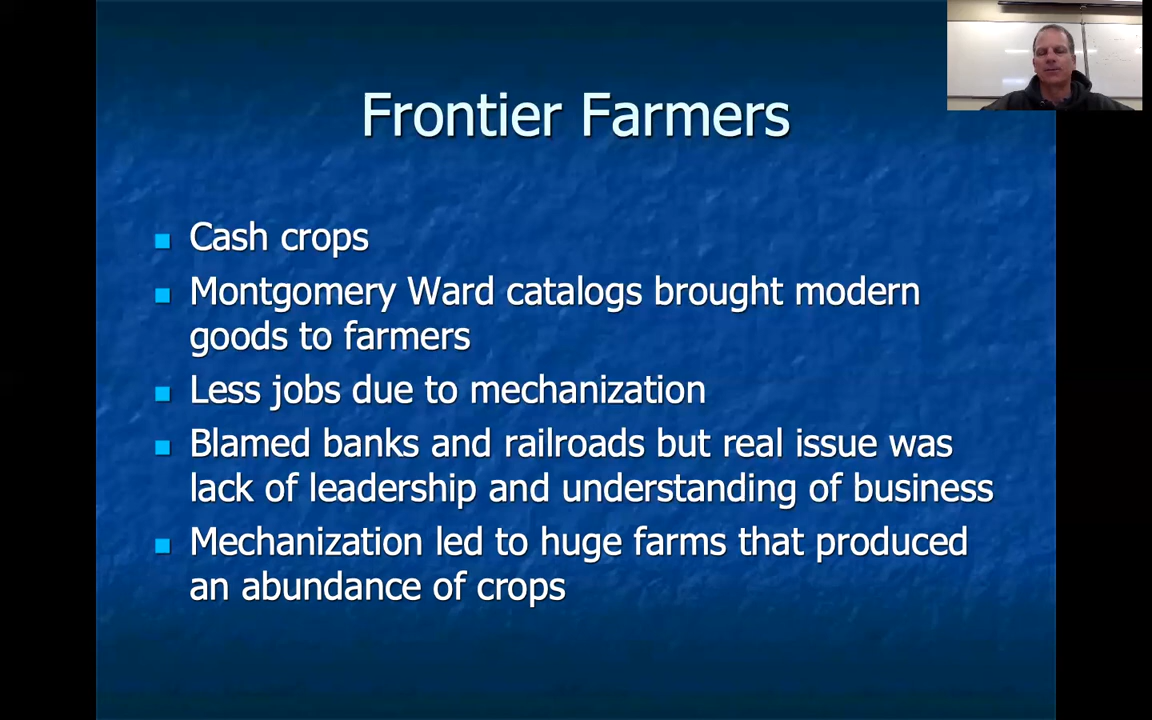 Frontier Farmers
Cash crops
Montgomery Ward catalogs brought modern
goods to farmers
Less jobs due to mechanization
Blamed banks and railroads but real issue was
lack of leadership and understanding of business
Mechanization led to huge farms that produced
an abundance of crops